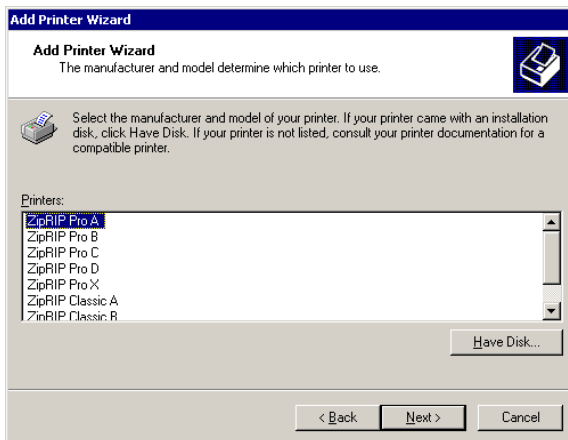 Add Printer Wizard
Add Printer Wizard
The manufacturer and model determine which printer to use.
Select the manufacturer and model of your printer. If your printer came with an installation
disk, click Have Disk. If your printer is not listed, consult your printer documentation for a
compatible printer.
Printers:
ZipRIP Pro A
ZipRIP Pro B
ZipRIP Pro C
ZipRIP Pro D
ZipRIP Pro X
ZipRIP Classic A
ZipRIP Classic B
Have Disk...
< Back Next > Cancel